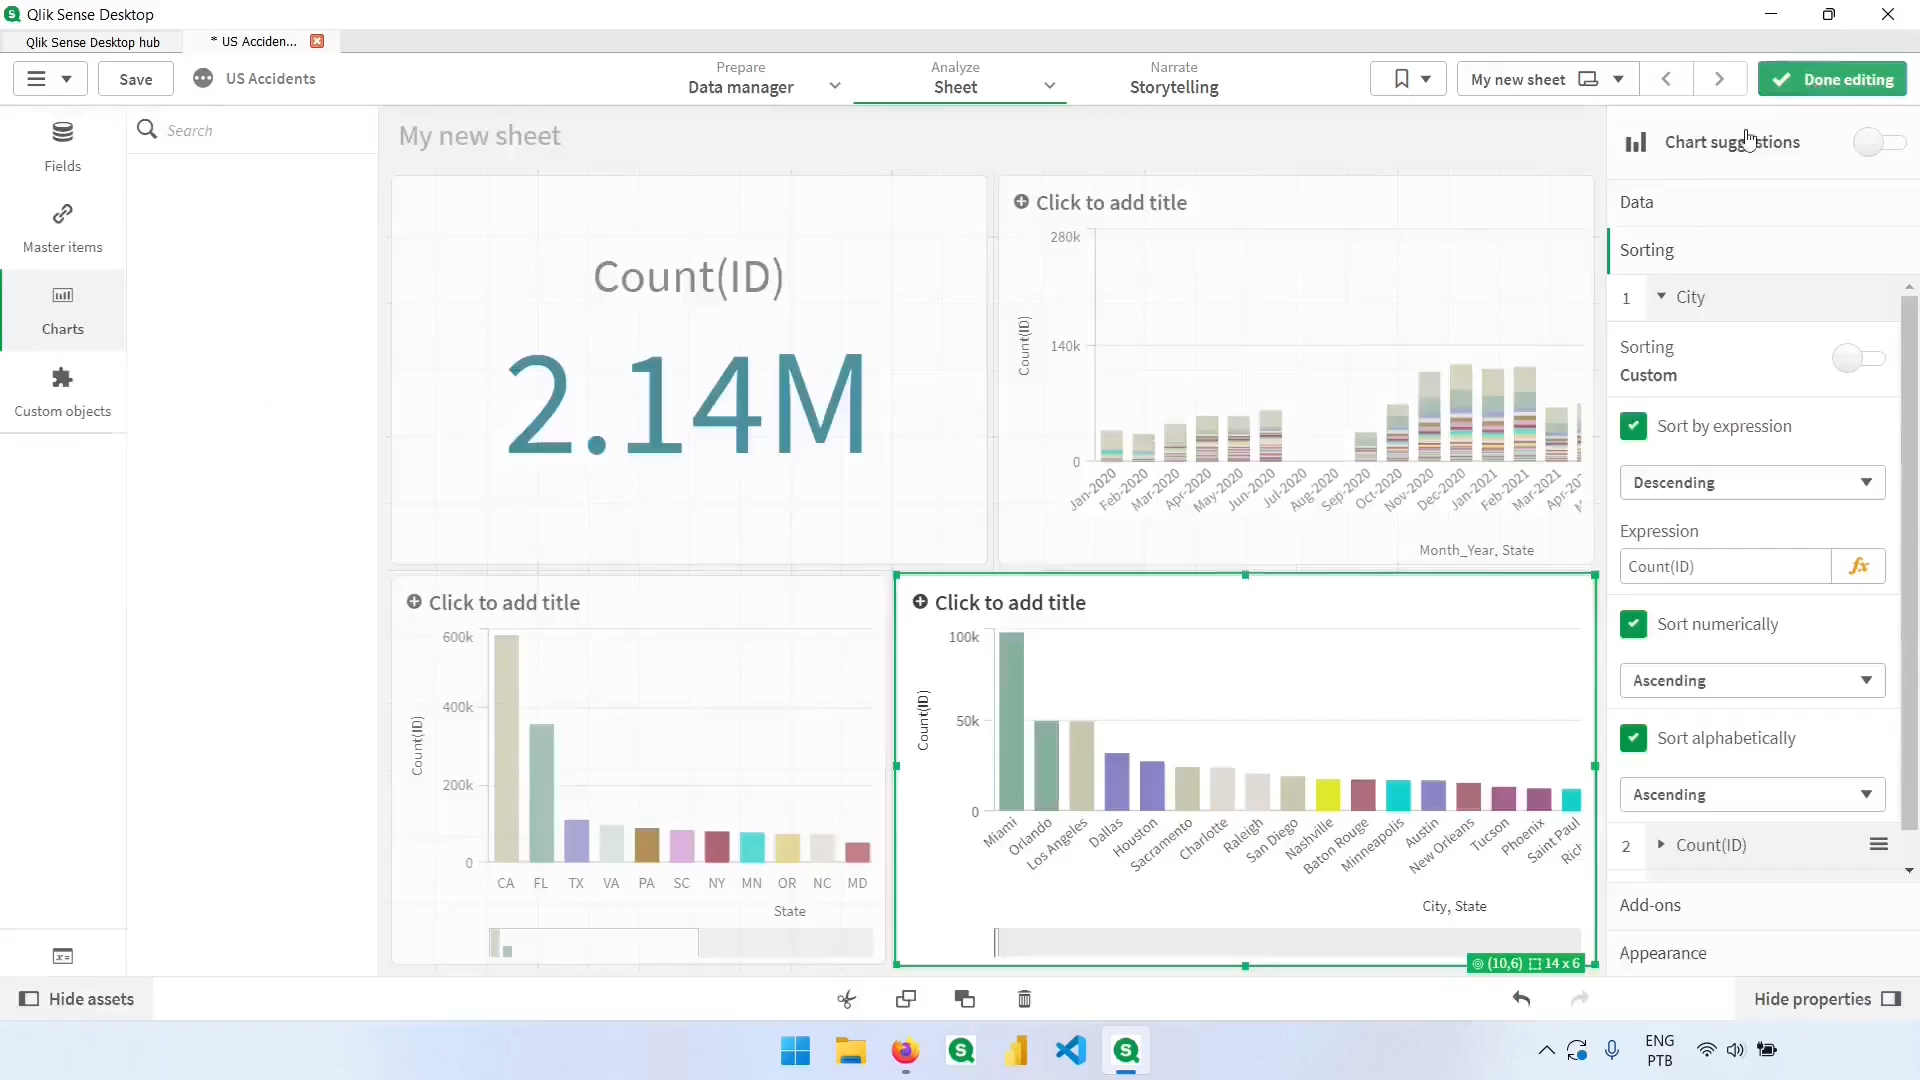 Qlik Sense Desktop
Qlik Sense Desktop hub
* US Acciden...
Save
US Accidents
Prepare
Data manager
Analyze
Sheet
Narrate
Storytelling
My new sheet
Done editing
Fields
Master items
Charts
Custom objects
Search
My new sheet
Count(ID)
2.14M
Click to add title
280k
140k
0
Count(ID)
Jan-2020
Feb-2020
Mar-2020
Apr-2020
May-2020
Jun-2020
Jul-2020
Aug-2020
Sep-2020
Oct-2020
Nov-2020
Dec-2020
Jan-2021
Feb-2021
Mar-2021
Month_Year, State
Click to add title
600k
400k
200k
0
Count(ID)
CA FL TX VA PA SC NY MN OR NC MD
State
Click to add title
100k
50k
0
Count(ID)
Miami
Orlando
Los Angeles
Dallas
Houston
Sacramento
Charlotte
Raleigh
San Diego
Nashville
Baton Rouge
Minneapolis
Austin
New Orleans
Tucson
Phoenix
Saint Paul
City, State
(10,6) 14 x 6
Chart suggestions
Data
Sorting
1 City
Sorting
Custom
Sort by expression
Descending
Expression
Count(ID)
fx
Sort numerically
Ascending
Sort alphabetically
Ascending
2 Count(ID)
Add-ons
Appearance
Hide assets
Hide properties
ENG
PTB